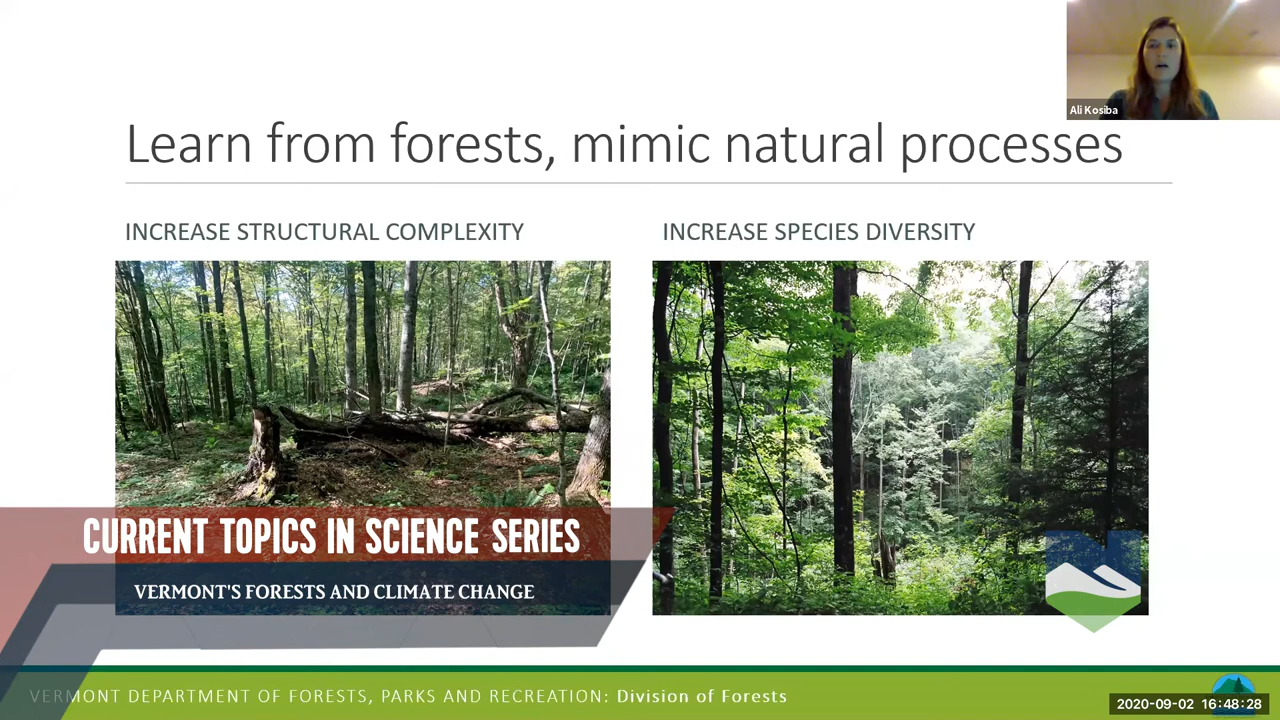 Ali Kosiba
Learn from forests, mimic natural processes
INCREASE STRUCTURAL COMPLEXITY
INCREASE SPECIES DIVERSITY
CURRENT TOPICS IN SCIENCE SERIES
VERMONT'S FORESTS AND CLIMATE CHANGE
VERMONT DEPARTMENT OF FORESTS, PARKS AND RECREATION: Division of Forests
2020-09-02 16:48:28